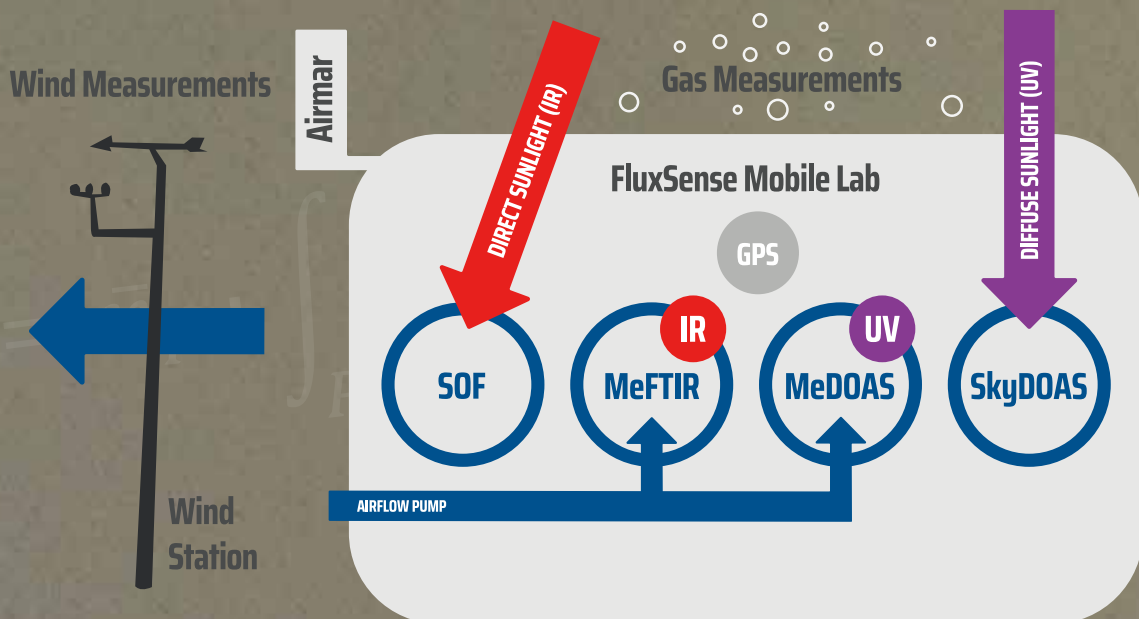 Wind Measurements
Airmar
DIRECT SUNLIGHT (IR)
Gas Measurements
DIFFUSE SUNLIGHT (UV)
FluxSense Mobile Lab
GPS
IR
UV
SOF
MeFTIR
MeDOAS
SkyDOAS
AIRFLOW PUMP
Wind
Station